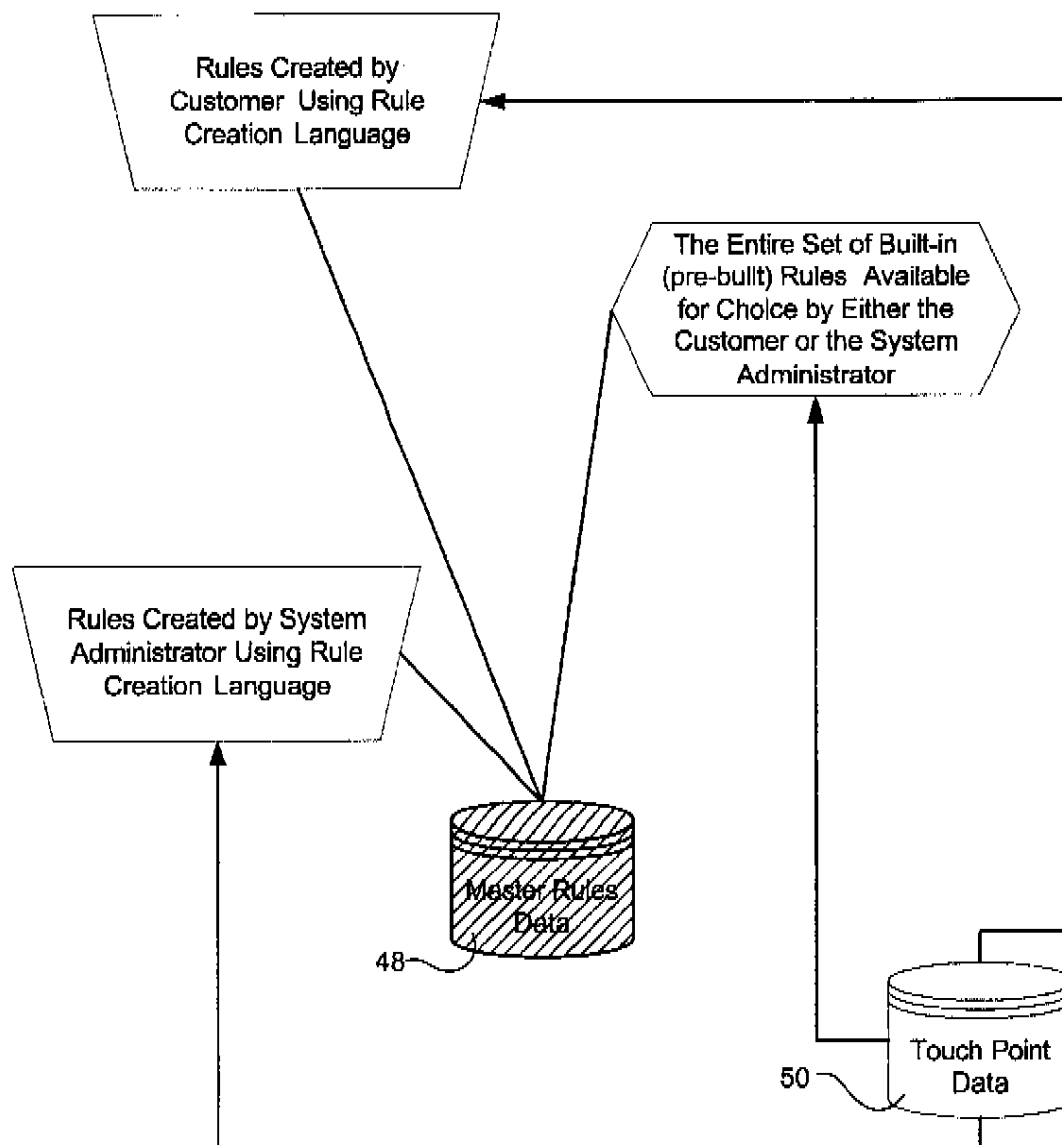 Rules Created by
Customer Using Rule
Creation Language
The Entire Set of Built-in
(pre-built) Rules Available
for Choice by Either the
Customer or the System
Administrator
Rules Created by System
Administrator Using Rule
Creation Language
Master Rules
Data
48
Touch Point
Data
50